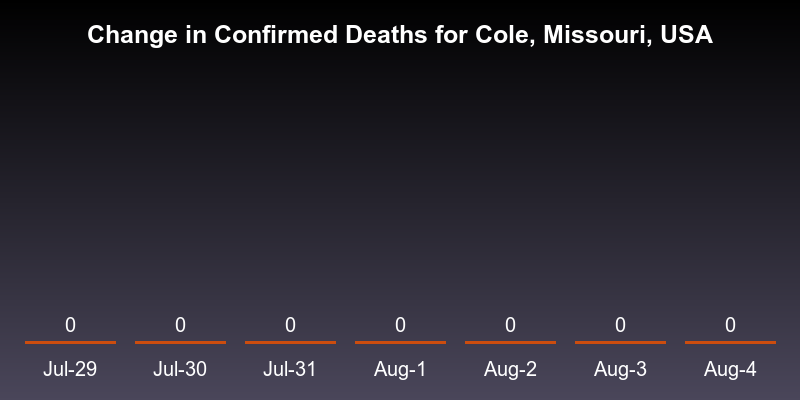 Change in Confirmed Deaths for Cole, Missouri, USA
0 0 0 0 0 0 0
Jul-29 Jul-30 Jul-31 Aug-1 Aug-2 Aug-3 Aug-4